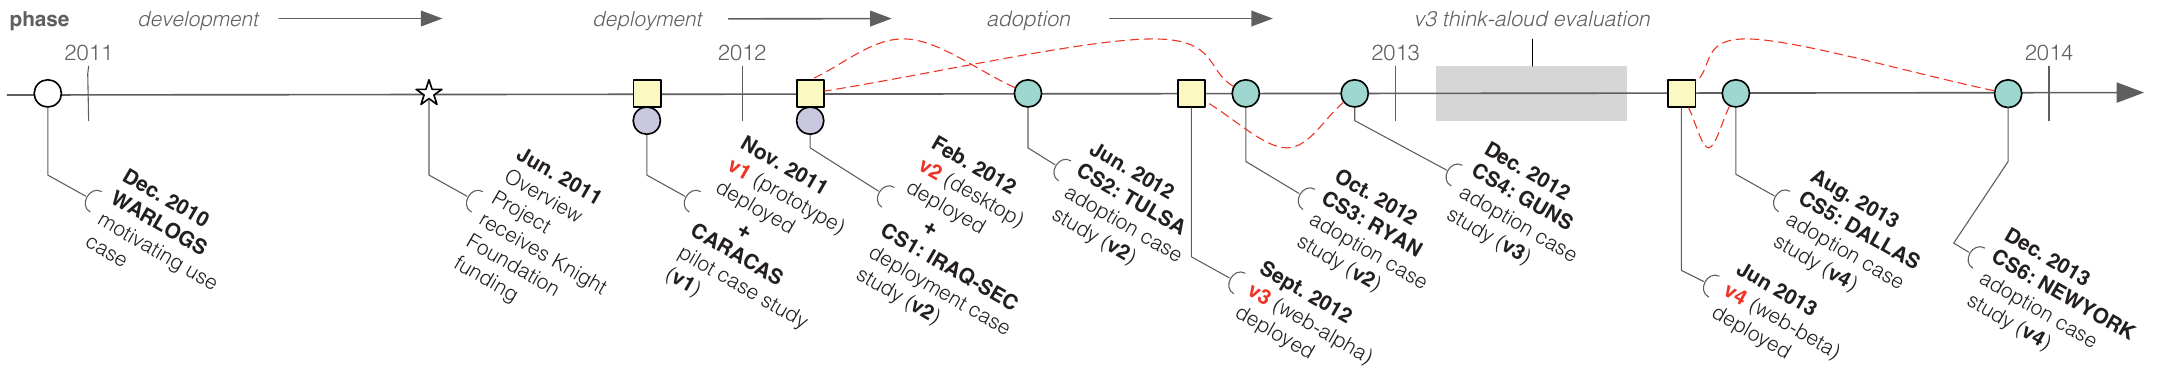 phase
development
deployment
adoption
v3 think-aloud evaluation
2011
2012
2013
2014
Dec. 2010
WARLOGS
motivating use
case
Jun. 2011
Overview
Project
receives Knight
Foundation
funding
Nov. 2011
v1 (prototype)
deployed
+
CARACAS
pilot case study
(v1)
Feb. 2012
v2 (desktop)
deployed
+
CS1: IRAQ-SEC
deployment case
study (v2)
Jun. 2012
CS2: TULSA
adoption case
study (v2)
Sept. 2012
v3 (web-alpha)
deployed
Oct. 2012
CS3: RYAN
adoption case
study (v2)
Dec. 2012
CS4: GUNS
adoption case
study (v3)
Jun 2013
v4 (web-beta)
deployed
Aug. 2013
CS5: DALLAS
adoption case
study (v4)
Dec. 2013
CS6: NEWYORK
adoption case
study (v4)